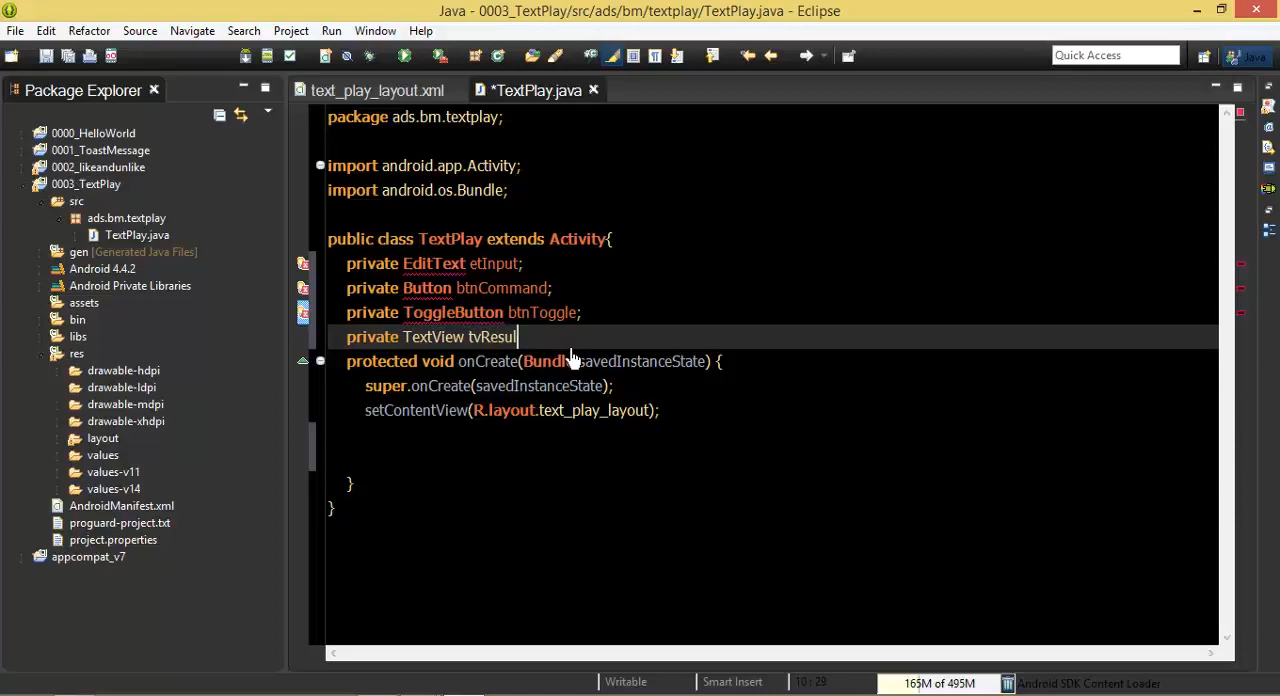 Java - 0003_TextPlay/src/ads/bm/textplay/TextPlay.java - Eclipse
File Edit Refactor Source Navigate Search Project Run Window Help
Quick Access
Java
Package Explorer
text_play_layout.xml
*TextPlay.java
0000_HelloWorld
0001_ToastMessage
0002_likeandunlike
0003_TextPlay
src
ads.bm.textplay
TextPlay.java
gen [Generated Java Files]
Android 4.4.2
Android Private Libraries
assets
bin
libs
res
drawable-hdpi
drawable-ldpi
drawable-mdpi
drawable-xhdpi
layout
values
values-v11
values-v14
AndroidManifest.xml
proguard-project.txt
project.properties
appcompat_v7
package ads.bm.textplay;
import android.app.Activity;
import android.os.Bundle;
public class TextPlay extends Activity{
private EditText etInput;
private Button btnCommand;
private ToggleButton btnToggle;
private TextView tvResul
protected void onCreate(Bundle savedInstanceState) {
super.onCreate(savedInstanceState);
setContentView(R.layout.text_play_layout);
}
}
Writable
Smart Insert
10 : 29
165M of 495M
Android SDK Content Loader